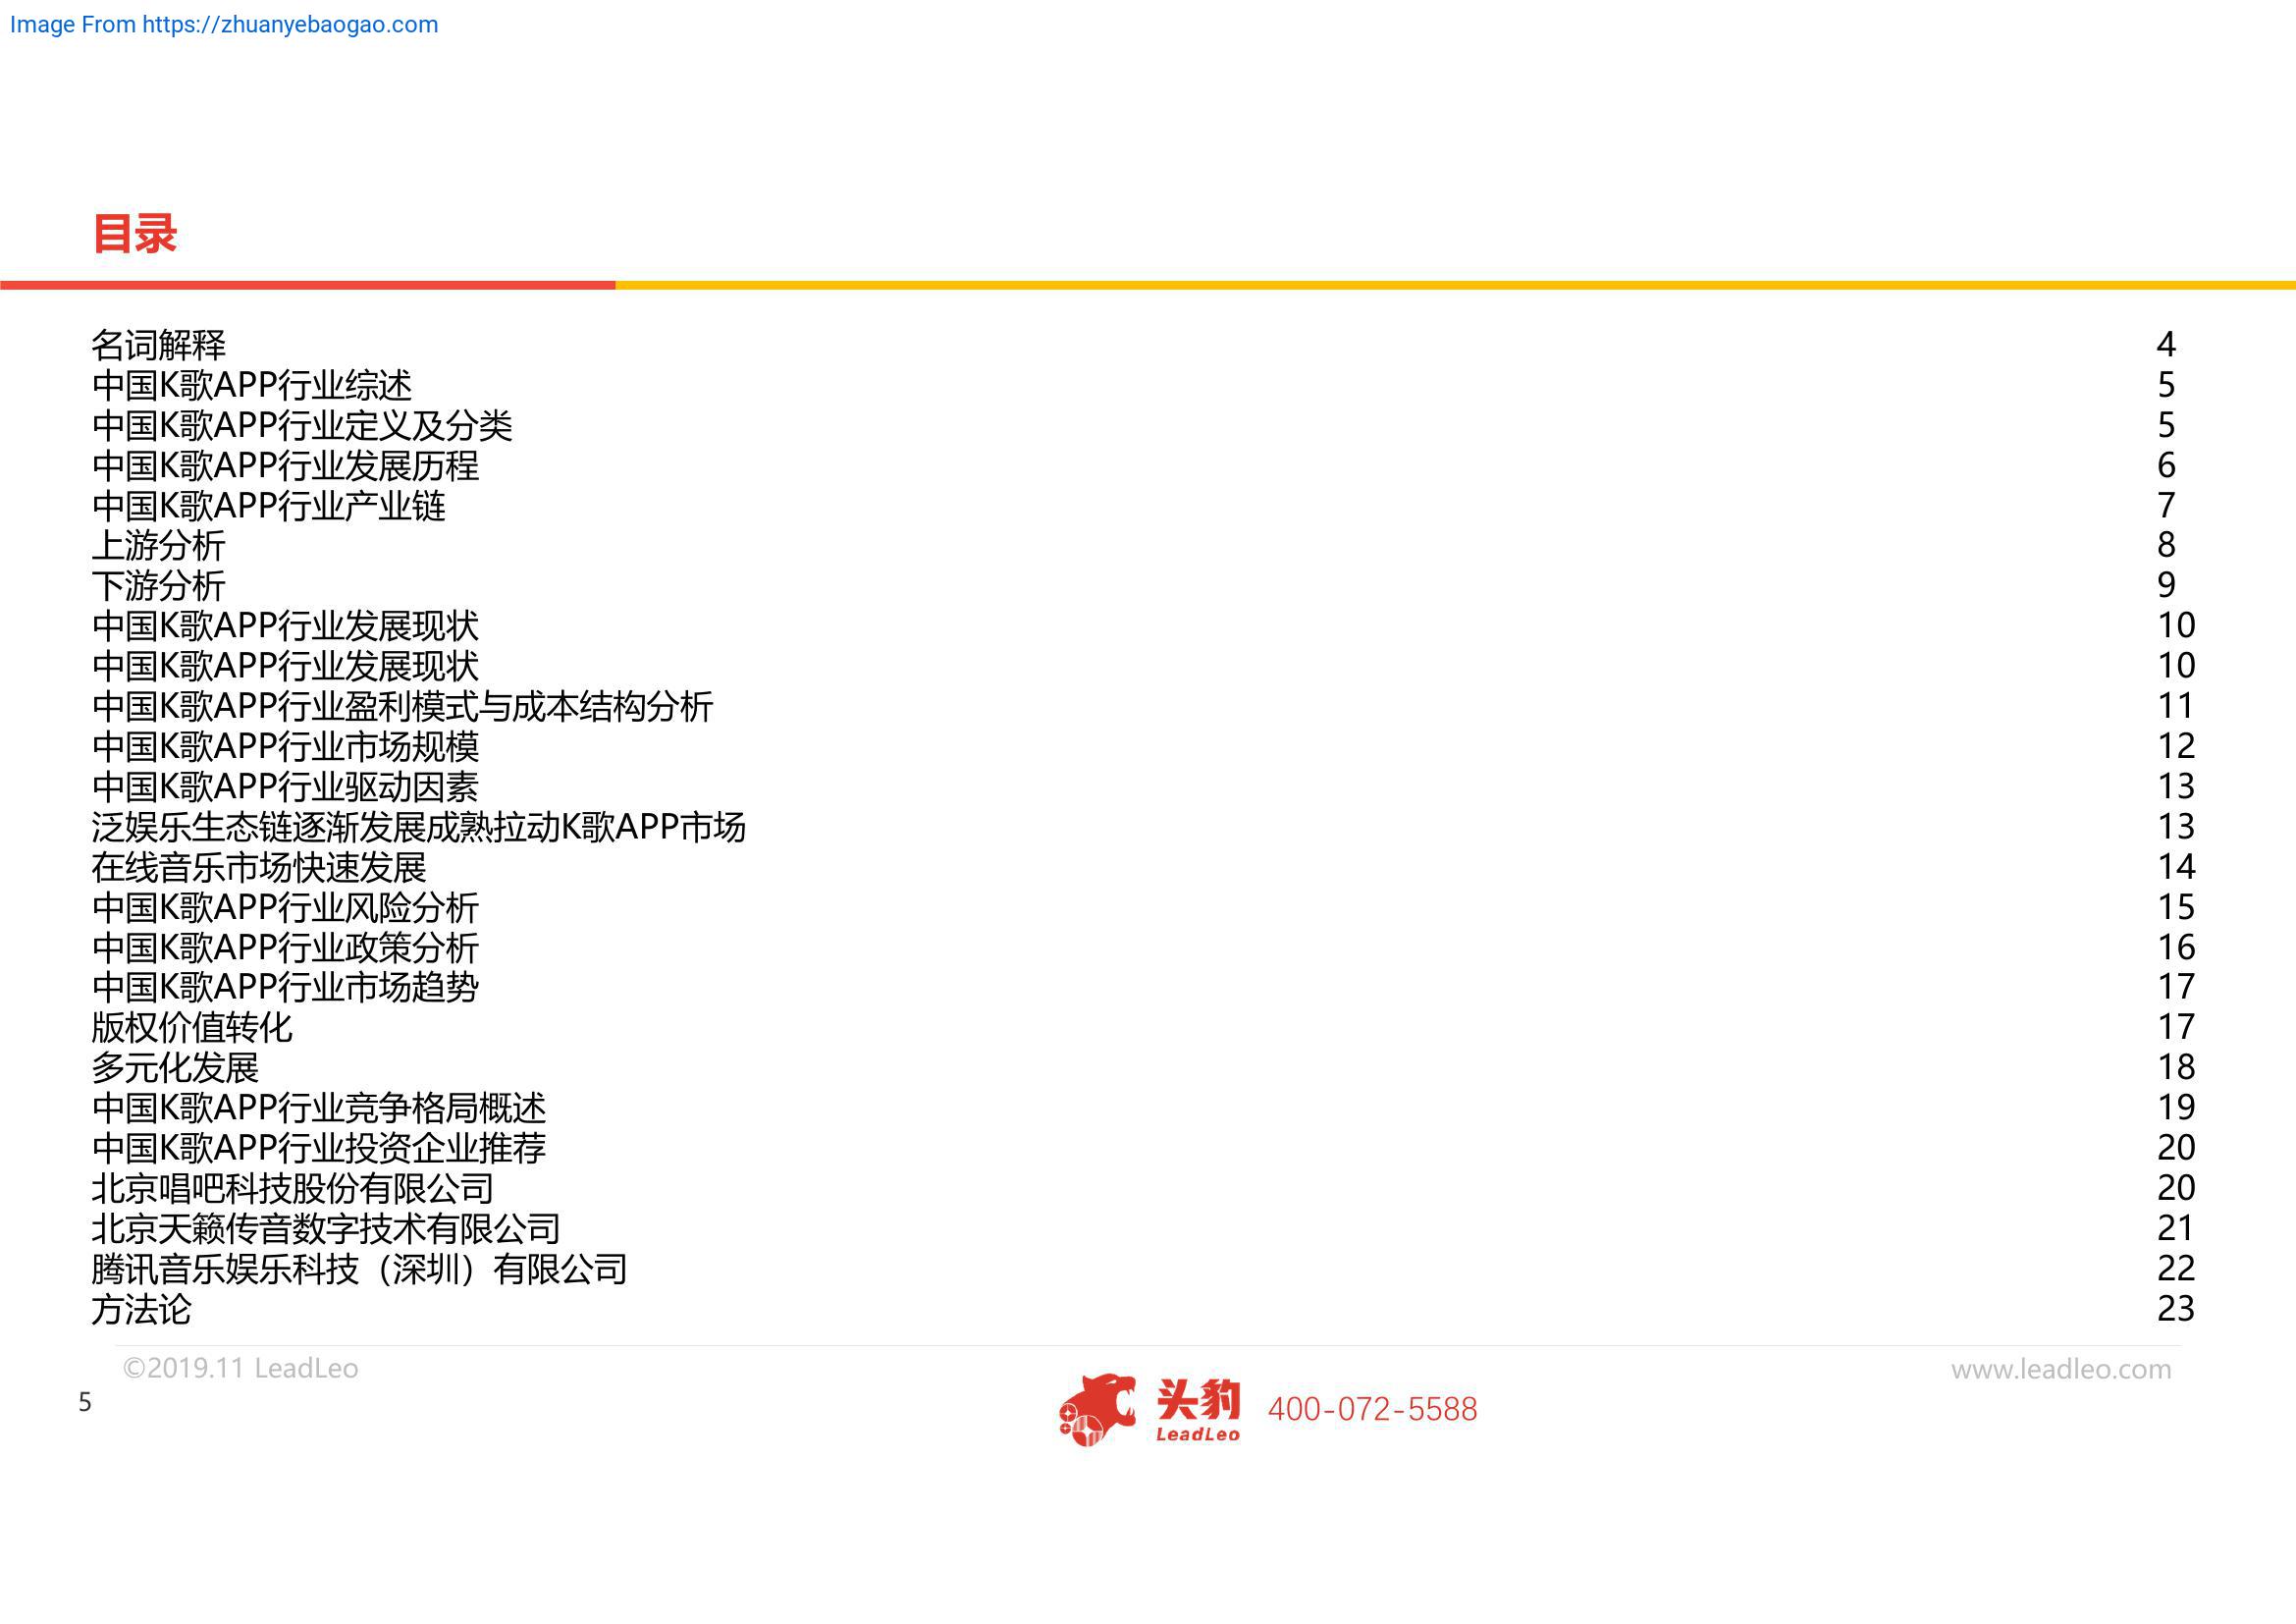 Image From https://zhuanyebaogao.com
目录
名词解释 4
中国K歌APP行业综述 5
中国K歌APP行业定义及分类 5
中国K歌APP行业发展历程 6
中国K歌APP行业产业链 7
上游分析 8
下游分析 9
中国K歌APP行业发展现状 10
中国K歌APP行业发展现状 10
中国K歌APP行业盈利模式与成本结构分析 11
中国K歌APP行业市场规模 12
中国K歌APP行业驱动因素 13
泛娱乐生态链逐渐发展成熟拉动K歌APP市场 13
在线音乐市场快速发展 14
中国K歌APP行业风险分析 15
中国K歌APP行业政策分析 16
中国K歌APP行业市场趋势 17
版权价值转化 17
多元化发展 18
中国K歌APP行业竞争格局概述 19
中国K歌APP行业投资企业推荐 20
北京唱吧科技股份有限公司 20
北京天籁传音数字技术有限公司 21
腾讯音乐娱乐科技（深圳）有限公司 22
方法论 23
©2019.11 LeadLeo
www.leadleo.com
5
头豹
LeadLeo
400-072-5588